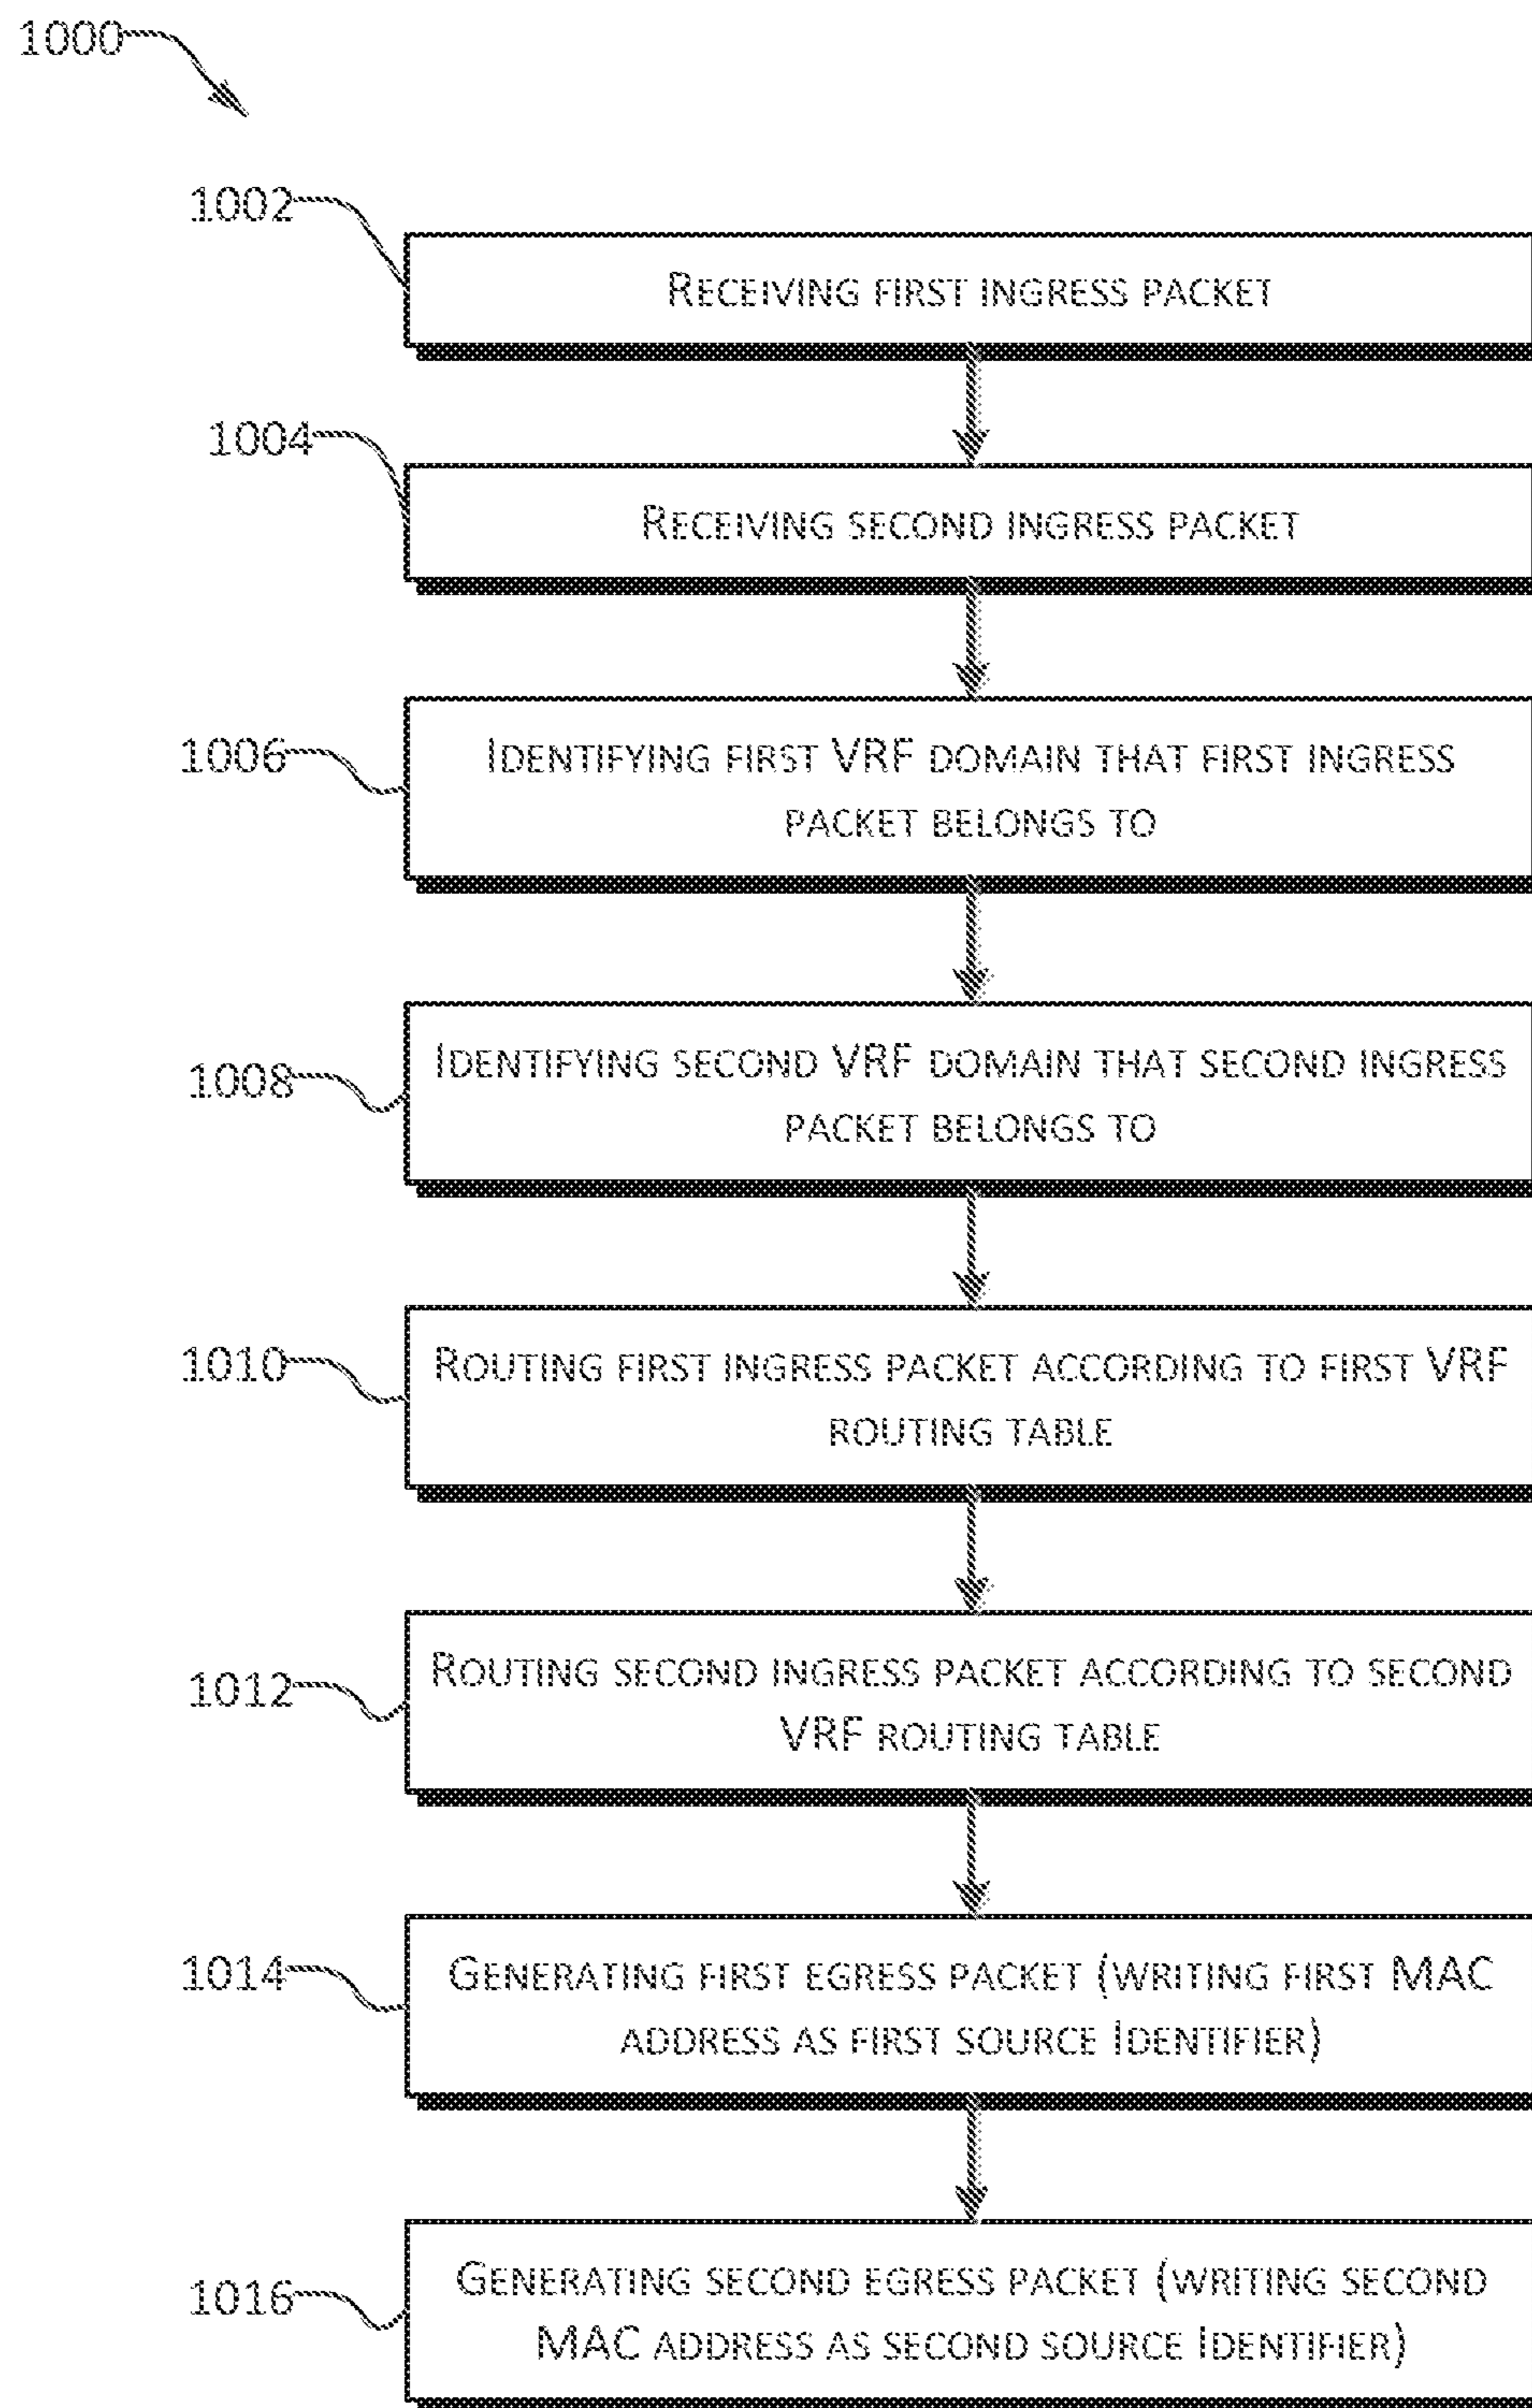 1000
1002
RECEIVING FIRST INGRESS PACKET
1004
RECEIVING SECOND INGRESS PACKET
1006
IDENTIFYING FIRST VRF DOMAIN THAT FIRST INGRESS
PACKET BELONGS TO
1008
IDENTIFYING SECOND VRF DOMAIN THAT SECOND INGRESS
PACKET BELONGS TO
1010
ROUTING FIRST INGRESS PACKET ACCORDING TO FIRST VRF
ROUTING TABLE
1012
ROUTING SECOND INGRESS PACKET ACCORDING TO SECOND
VRF ROUTING TABLE
1014
GENERATING FIRST EGRESS PACKET (WRITING FIRST MAC
ADDRESS AS FIRST SOURCE IDENTIFIER)
1016
GENERATING SECOND EGRESS PACKET (WRITING SECOND
MAC ADDRESS AS SECOND SOURCE IDENTIFIER)